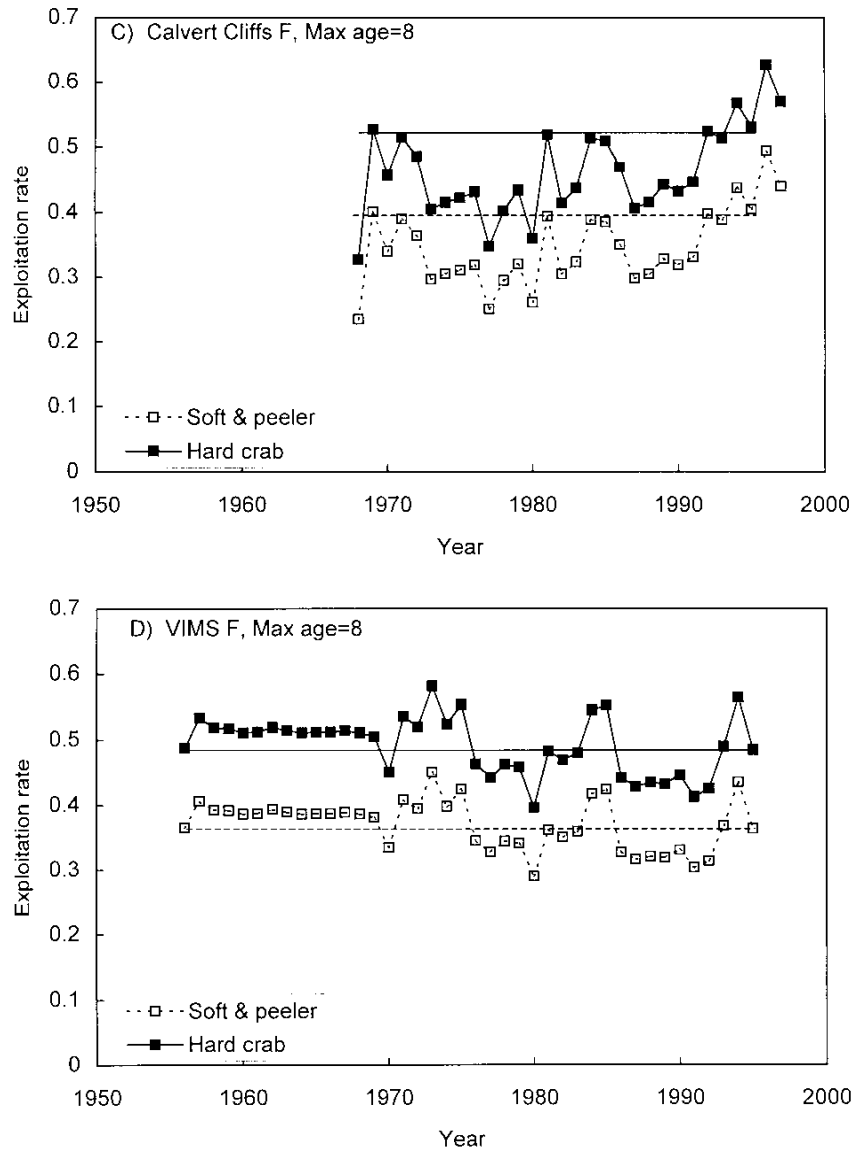 0.7
C) Calvert Cliffs F, Max age=8
0.6
0.5
0.4
0.3
0.2
0.1
0
Exploitation rate
Soft & peeler
Hard crab
1950 1960 1970 1980 1990 2000
Year
0.7
D) VIMS F, Max age=8
0.6
0.5
0.4
0.3
0.2
0.1
0
Exploitation rate
Soft & peeler
Hard crab
1950 1960 1970 1980 1990 2000
Year